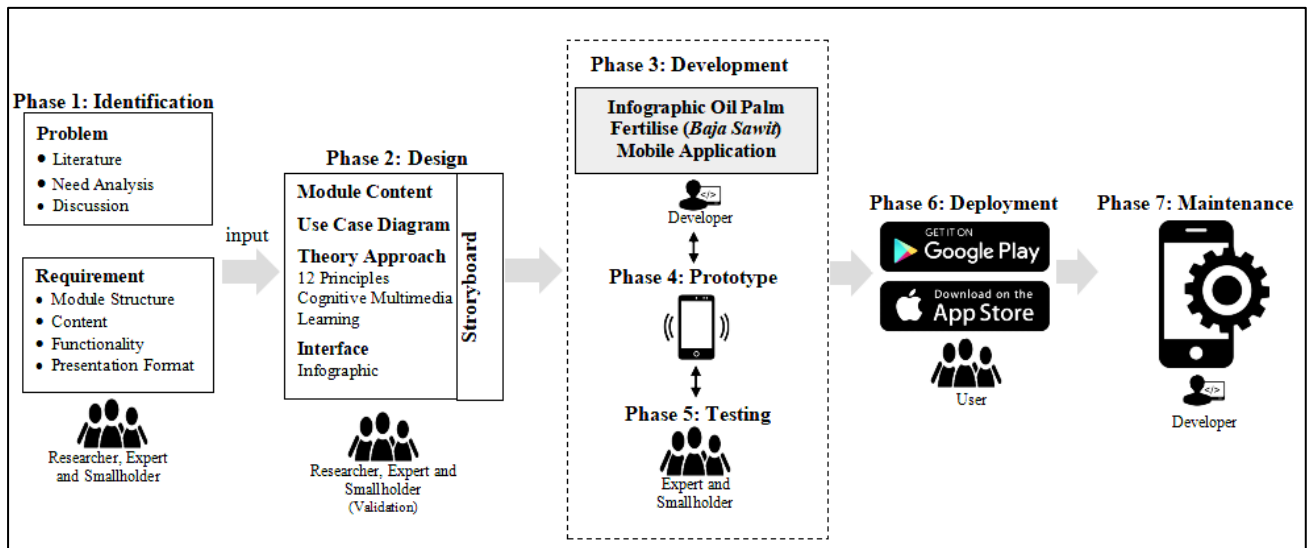 Phase 1: Identification
Problem
• Literature
• Need Analysis
• Discussion
Requirement
• Module Structure
• Content
• Functionality
• Presentation Format
Researcher, Expert
and Smallholder
input
Phase 2: Design
Module Content
Use Case Diagram
Theory Approach
12 Principles
Cognitive Multimedia
Learning
Interface
Infographic
Stroryboard
Researcher, Expert and
Smallholder
(Validation)
Phase 3: Development
Infographic Oil Palm
Fertilise (Baja Sawit)
Mobile Application
</>
Developer
Phase 4: Prototype
Phase 5: Testing
Expert and
Smallholder
Phase 6: Deployment
GET IT ON
Google Play
Download on the
App Store
User
Phase 7: Maintenance
</>
Developer